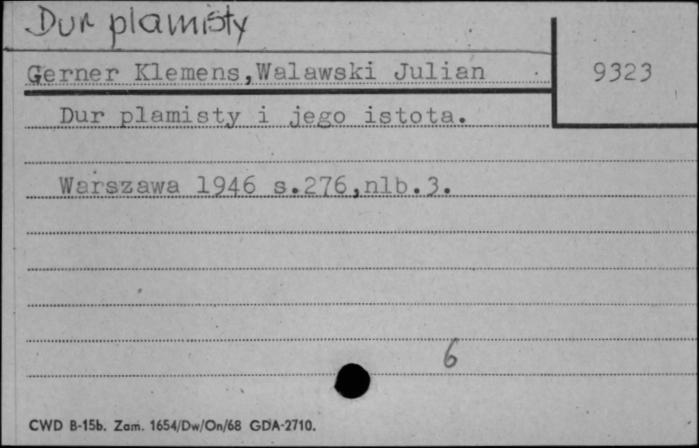 Dur plamisty
Gerner Klemens,Walawski Julian
9323
Dur plamisty i jego istota.
Warszawa 1946 s.276,nlb.3.
6
CWD B-15b. Zam. 1654/Dw/On/68 GDA-2710.